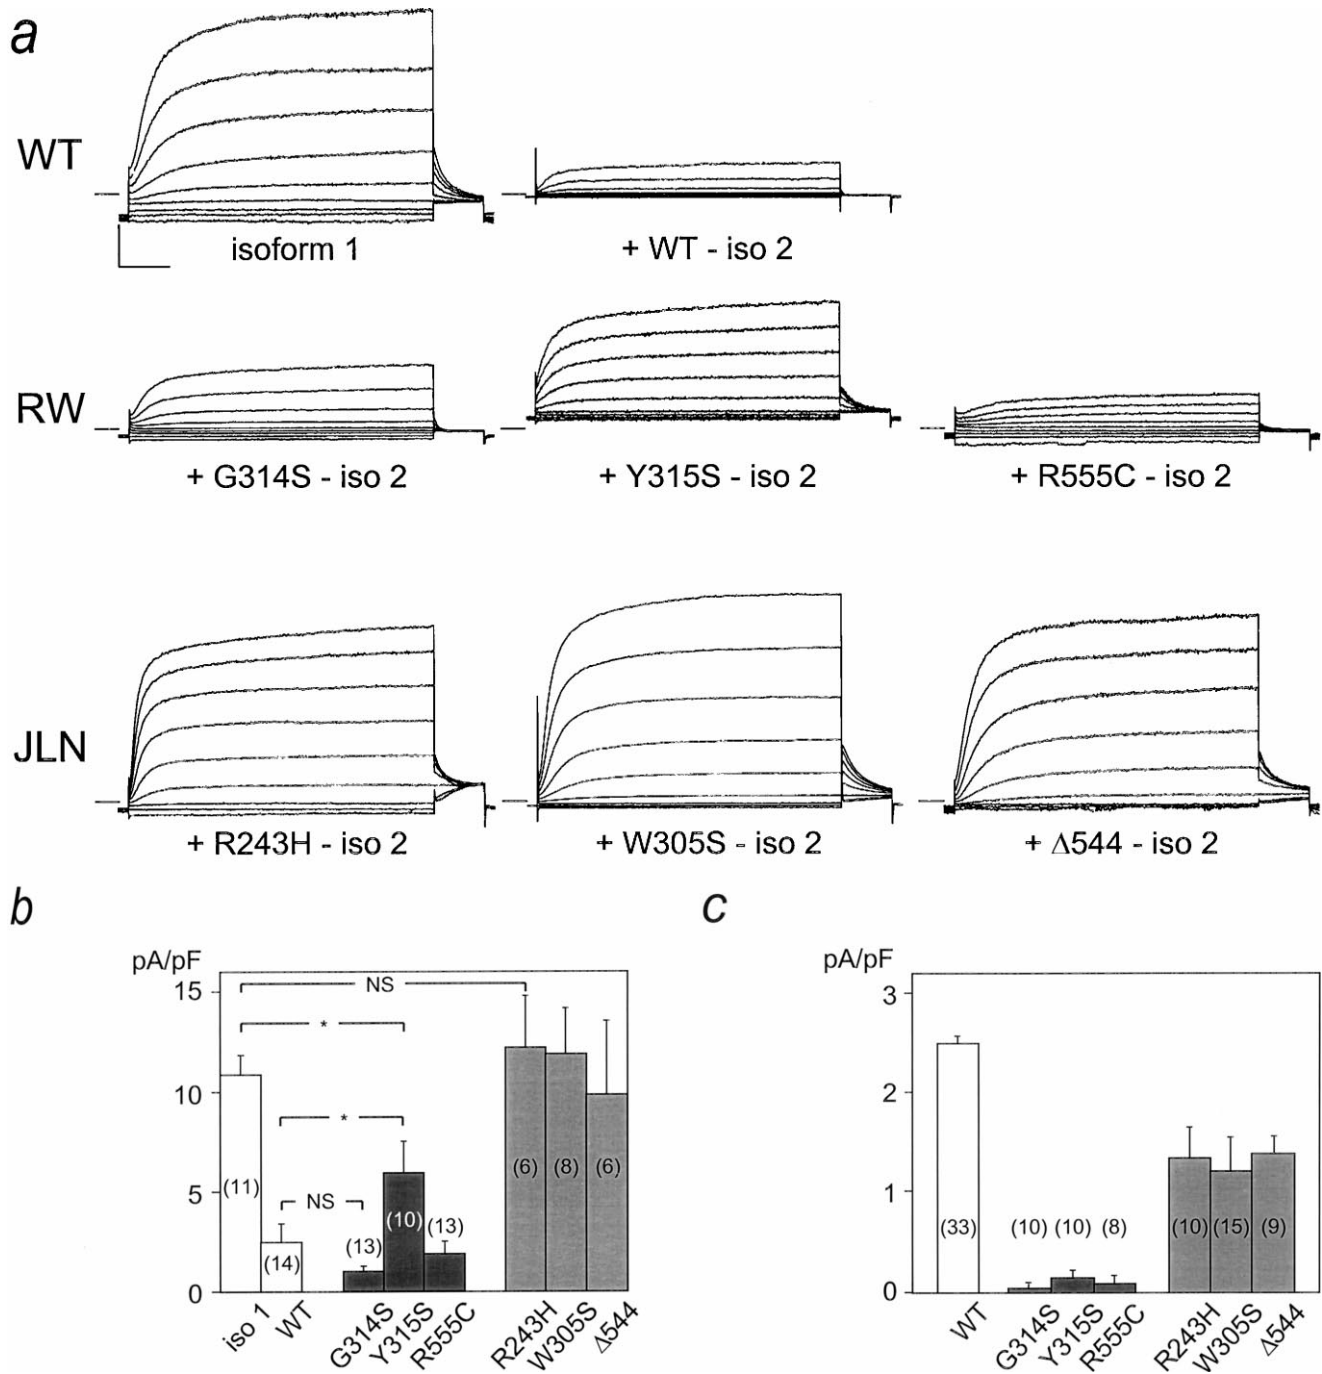 a
WT
isoform 1
+ WT - iso 2
RW
+ G314S - iso 2
+ Y315S - iso 2
+ R555C - iso 2
JLN
+ R243H - iso 2
+ W305S - iso 2
+ Δ544 - iso 2
b
pA/pF
15
10
5
0
NS
*
*
NS
(11)
(14)
(13)
(10)
(13)
(6)
(8)
(6)
iso 1
WT
G314S
Y315S
R555C
R243H
W305S
Δ544
c
pA/pF
3
2
1
0
(33)
(10)
(10)
(8)
(10)
(15)
(9)
WT
G314S
Y315S
R555C
R243H
W305S
Δ544